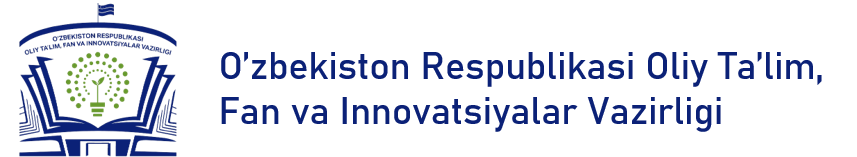 O'ZBEKISTON RESPUBLIKASI
OLIY TA'LIM, FAN VA INNOVATSIYALAR VAZIRLIGI
O’zbekiston Respublikasi Oliy Ta’lim,
Fan va Innovatsiyalar Vazirligi